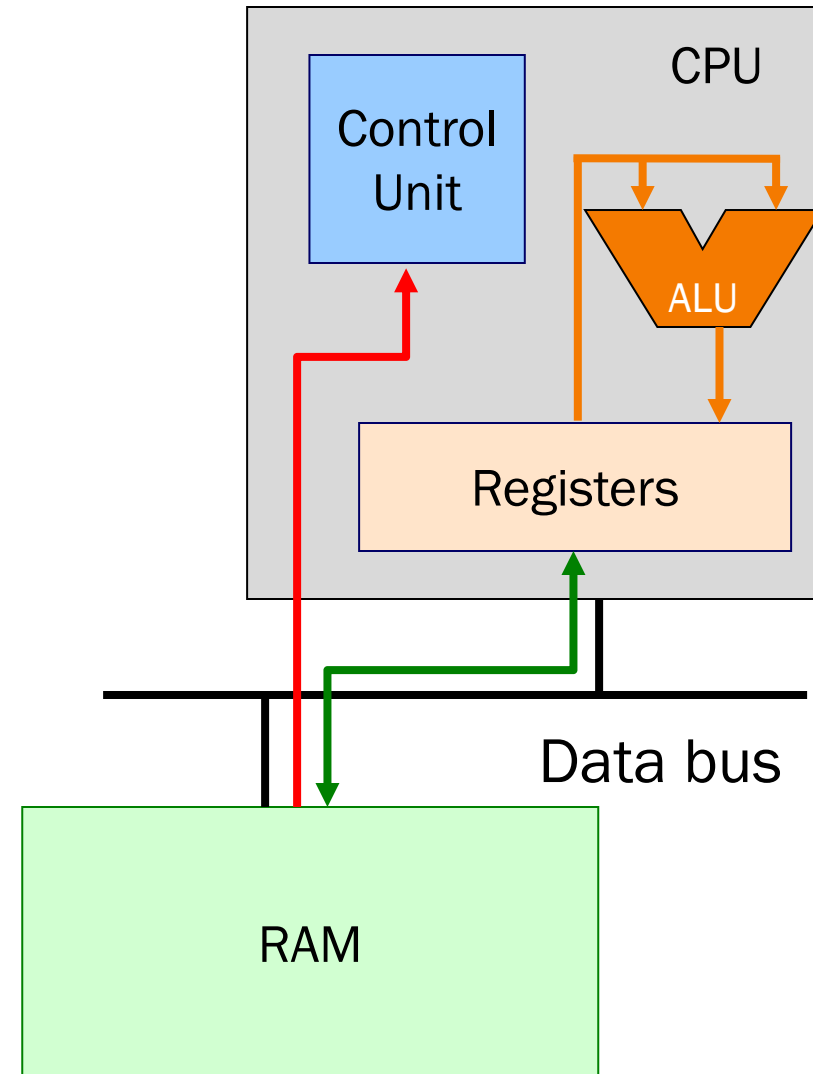 CPU
Control
Unit
ALU
Registers
Data bus
RAM